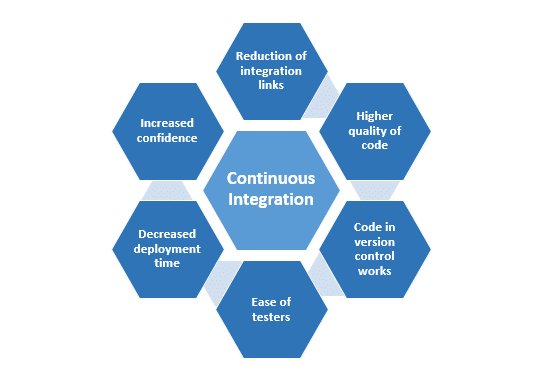 Reduction of
integration
links
Increased
confidence
Higher
quality of
code
Continuous
Integration
Decreased
deployment
time
Code in
version
control
works
Ease of
testers